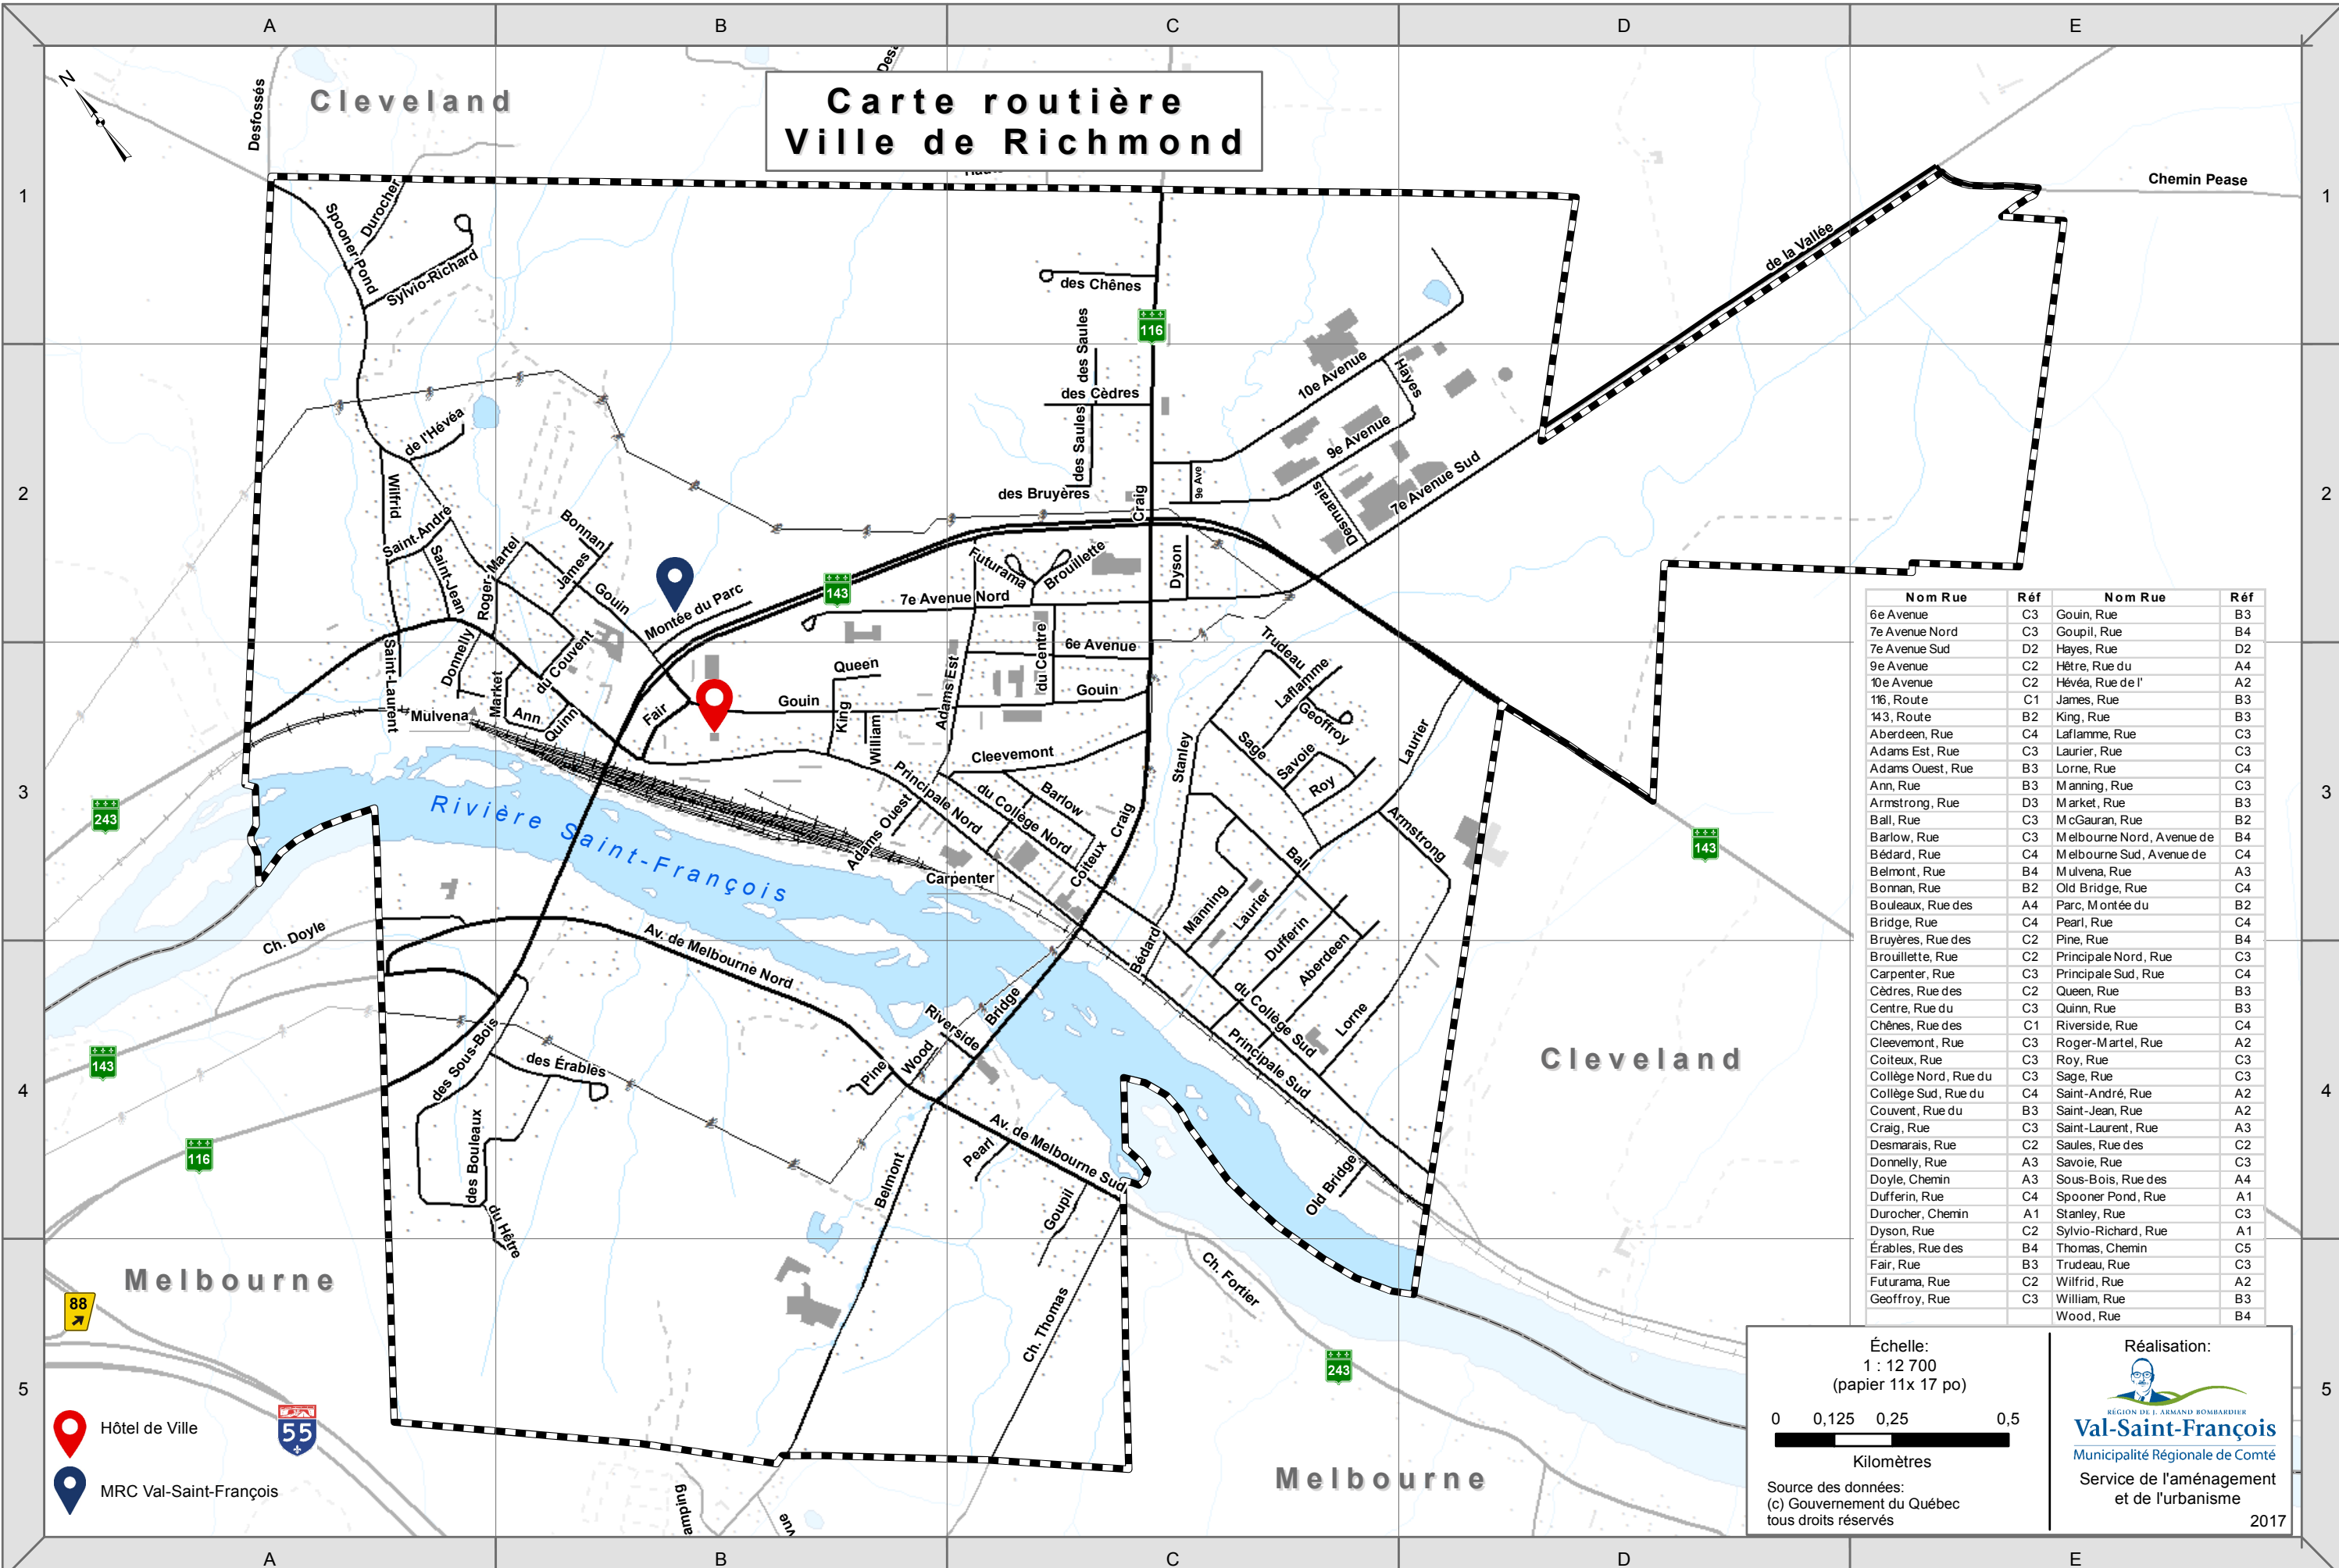 A B C D E
N
Cleveland
Desfossés
Carte routière
Ville de Richmond
Chemin Pease
1 1
Spooner Pond
Durocher
Sylvio-Richard
de la Vallée
des Chênes
116
des Saules
des Cèdres
des Saules
10e Avenue
Hayes
9e Avenue
9e Ave
7e Avenue Sud
Desmarais
des Bruyères
Craig
de l'Hévéa
Wilfrid
2 2
Saint-André
Saint-Jean
Roger-Martel
Bonnan
James
Gouin
Montée du Parc
143
Futurama
Brouillette
Dyson
7e Avenue Nord
6e Avenue
du Centre
Gouin
Queen
Gouin
King
William
Adams Est
Cleevemont
Donnelly
Saint-Laurent
Market
du Couvent
Mulvena
Ann
Quinn
Fair
Trudeau
Laflamme
Geoffroy
Sage
Savoie
Roy
Stanley
Laurier
Armstrong
3 3
243
Rivière Saint-François
Principale Nord
du Collège Nord
Barlow
Craig
Coiteux
Adams Ouest
Carpenter
Ball
Manning
Laurier
Dufferin
Aberdeen
Bédard
143
Ch. Doyle
Av. de Melbourne Nord
Bridge
Riverside
Wood
Pine
du Collège Sud
Principale Sud
Lorne
Cleveland
143
116
des Sous-Bois
des Érables
des Bouleaux
du Hêtre
4 4
Av. de Melbourne Sud
Pearl
Goupil
Belmont
Old Bridge
Ch. Thomas
Ch. Fortier
243
Melbourne
88
55
Melbourne
5 5
Hôtel de Ville
MRC Val-Saint-François
Nom Rue Réf Nom Rue Réf
6e Avenue C3 Gouin, Rue B3
7e Avenue Nord C3 Goupil, Rue B4
7e Avenue Sud D2 Hayes, Rue D2
9e Avenue C2 Hêtre, Rue du A4
10e Avenue C2 Hévéa, Rue de l' A2
116, Route C1 James, Rue B3
143, Route B2 King, Rue B3
Aberdeen, Rue C4 Laflamme, Rue C3
Adams Est, Rue C3 Laurier, Rue C3
Adams Ouest, Rue B3 Lorne, Rue C4
Ann, Rue B3 Manning, Rue C3
Armstrong, Rue D3 Market, Rue B3
Ball, Rue C3 McGauran, Rue B2
Barlow, Rue C3 Melbourne Nord, Avenue de B4
Bédard, Rue C4 Melbourne Sud, Avenue de C4
Belmont, Rue B4 Mulvena, Rue A3
Bonnan, Rue B2 Old Bridge, Rue C4
Bouleaux, Rue des A4 Parc, Montée du B2
Bridge, Rue C4 Pearl, Rue C4
Bruyères, Rue des C2 Pine, Rue B4
Brouillette, Rue C2 Principale Nord, Rue C3
Carpenter, Rue C3 Principale Sud, Rue C4
Cèdres, Rue des C2 Queen, Rue B3
Centre, Rue du C3 Quinn, Rue B3
Chênes, Rue des C1 Riverside, Rue C4
Cleevemont, Rue C3 Roger-Martel, Rue A2
Coiteux, Rue C3 Roy, Rue C3
Collège Nord, Rue du C3 Sage, Rue C3
Collège Sud, Rue du C4 Saint-André, Rue A2
Couvent, Rue du B3 Saint-Jean, Rue A2
Craig, Rue C3 Saint-Laurent, Rue A3
Desmarais, Rue C2 Saules, Rue des C2
Donnelly, Rue A3 Savoie, Rue C3
Doyle, Chemin A3 Sous-Bois, Rue des A4
Dufferin, Rue C4 Spooner Pond, Rue A1
Durocher, Chemin A1 Stanley, Rue C3
Dyson, Rue C2 Sylvio-Richard, Rue A1
Érables, Rue des B4 Thomas, Chemin C5
Fair, Rue B3 Trudeau, Rue C3
Futurama, Rue C2 Wilfrid, Rue A2
Geoffroy, Rue C3 William, Rue B3
Wood, Rue B4
Échelle:
1 : 12 700
(papier 11x 17 po)
0 0,125 0,25 0,5
Kilomètres
Source des données:
(c) Gouvernement du Québec
tous droits réservés
Réalisation:
RÉGION DE J. ARMAND BOMBARDIER
Val-Saint-François
Municipalité Régionale de Comté
Service de l'aménagement
et de l'urbanisme
2017
A B C D E